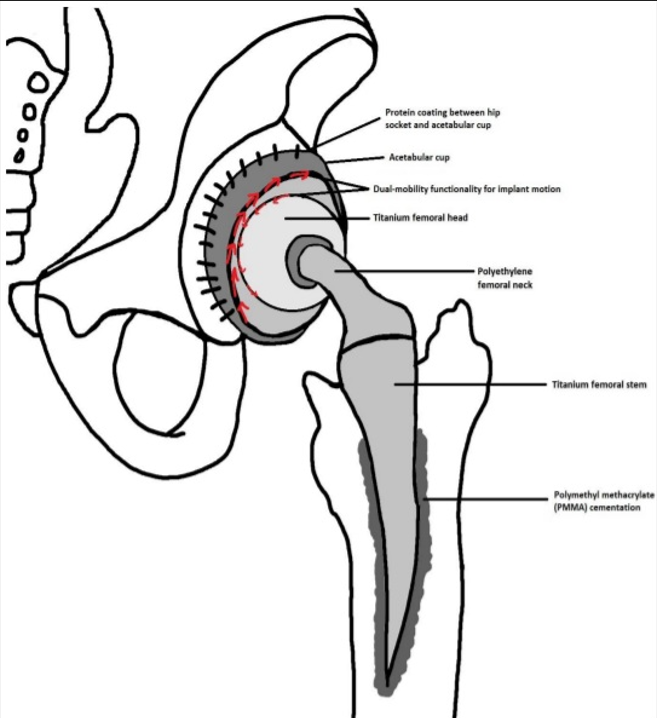 Protein coating between hip
socket and acetabular cup
Acetabular cup
Dual-mobility functionality for implant motion
Titanium femoral head
Polyethylene
femoral neck
Titanium femoral stem
Polymethyl methacrylate
(PMMA) cementation